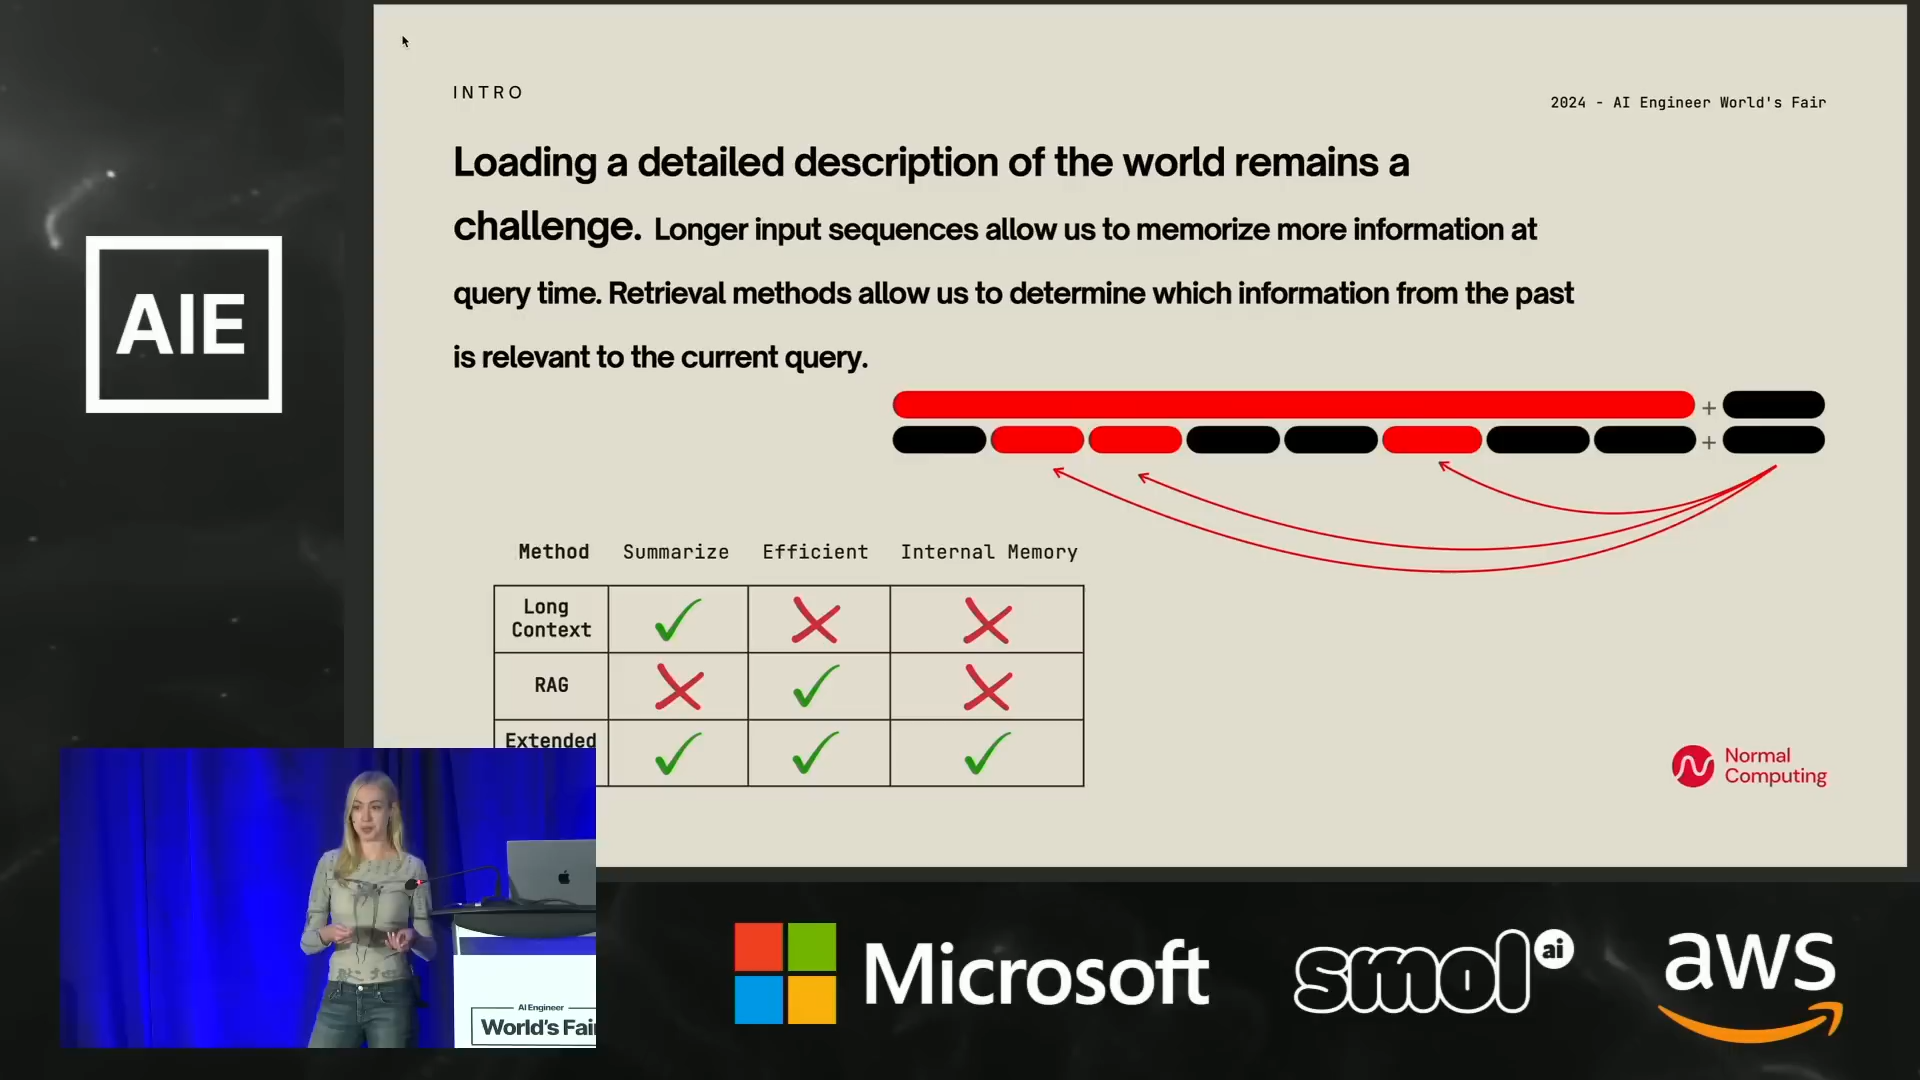 INTRO
2024 - AI Engineer World's Fair
Loading a detailed description of the world remains a
challenge. Longer input sequences allow us to memorize more information at
query time. Retrieval methods allow us to determine which information from the past
is relevant to the current query.
AIE
+
+
Method Summarize Efficient Internal Memory
Long
Context
RAG
Extended
Normal
Computing
AI Engineer
World's Fai
Microsoft
smol ai
aws